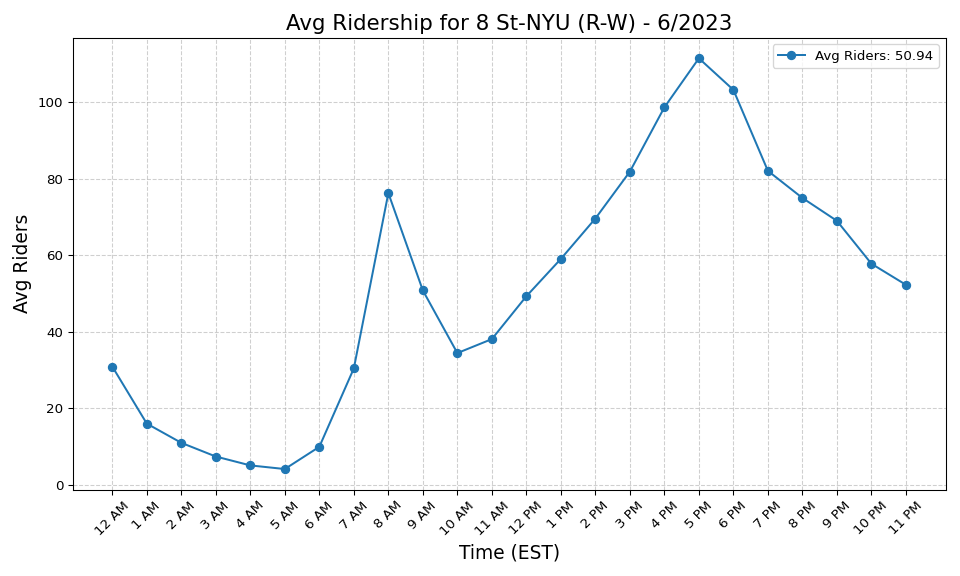 Avg Ridership for 8 St-NYU (R-W) - 6/2023
Avg Riders: 50.94
Avg Riders
100
80
60
40
20
0
12 AM 1 AM 2 AM 3 AM 4 AM 5 AM 6 AM 7 AM 8 AM 9 AM 10 AM 11 AM 12 PM 1 PM 2 PM 3 PM 4 PM 5 PM 6 PM 7 PM 8 PM 9 PM 10 PM 11 PM
Time (EST)